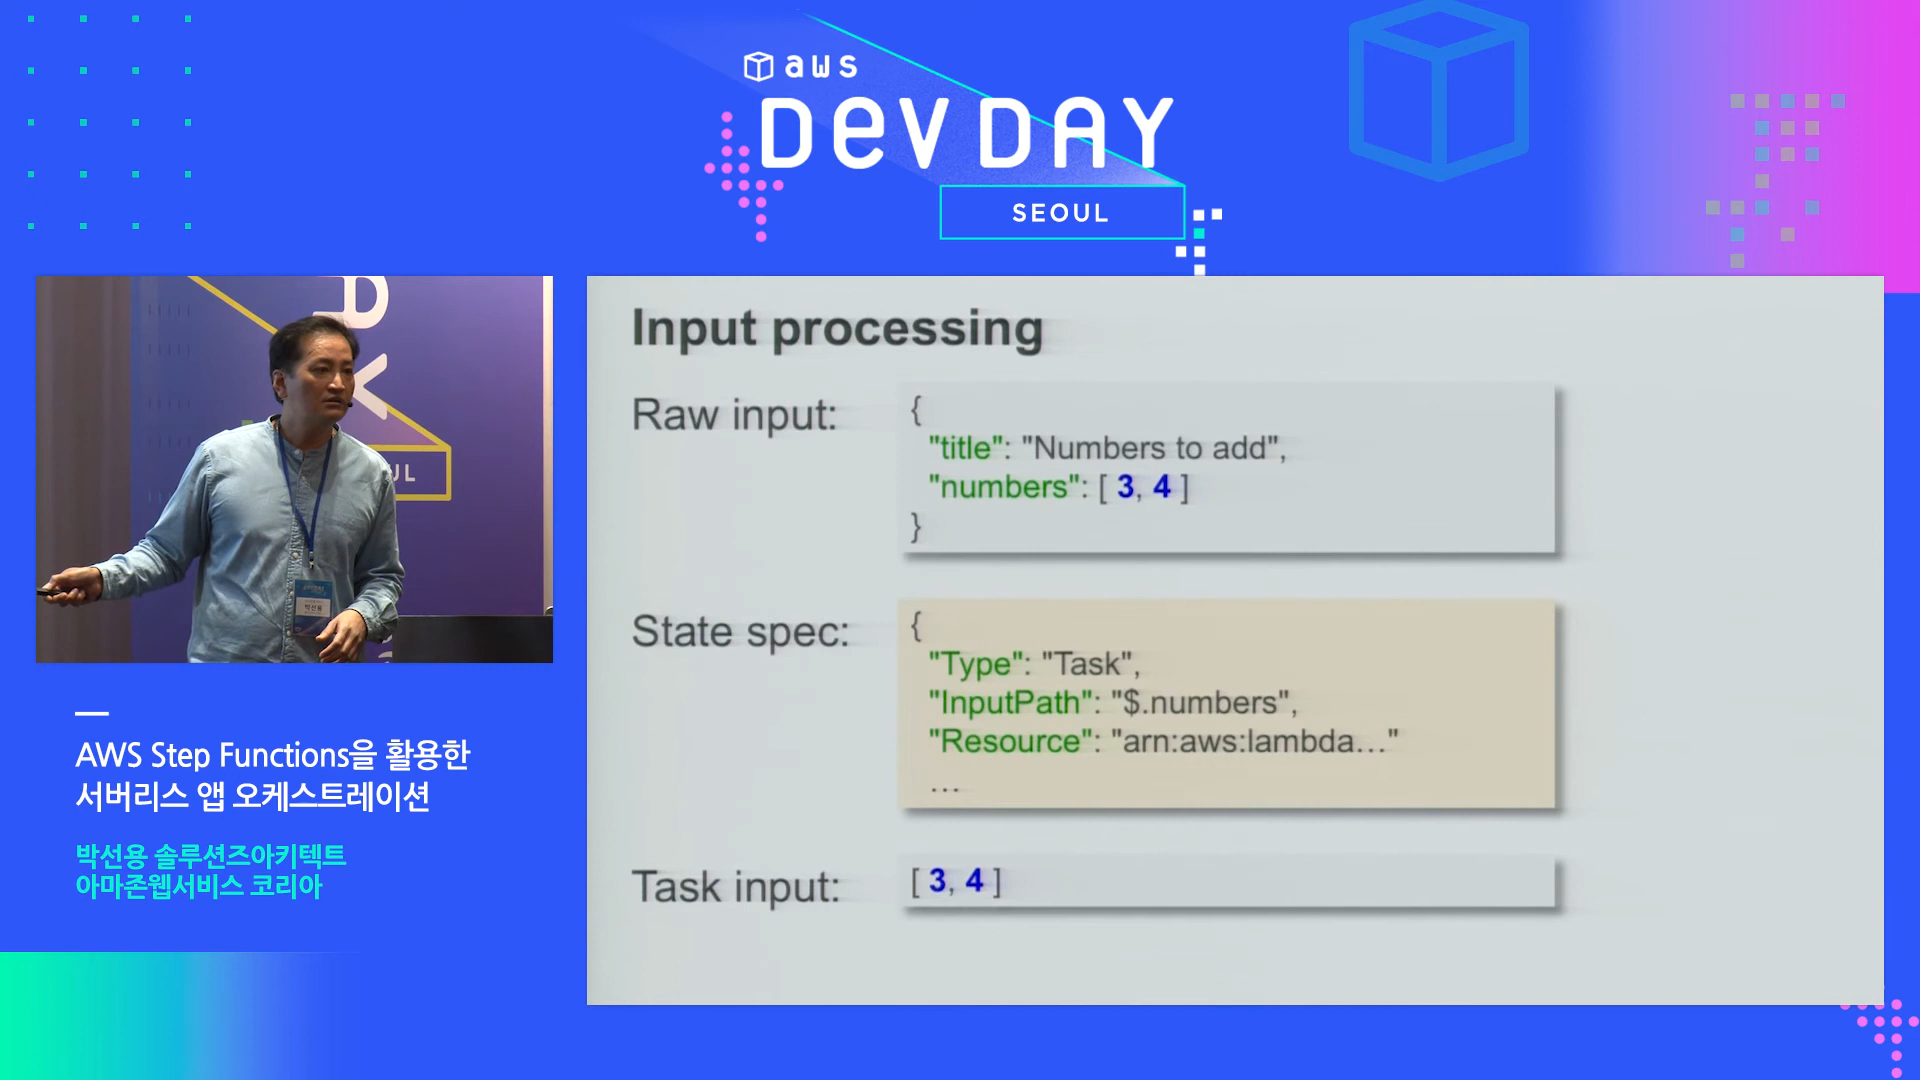 aws
DEV DAY
SEOUL
UL
박선용
AWS Step Functions을 활용한
서버리스 앱 오케스트레이션
박선용 솔루션즈아키텍트
아마존웹서비스 코리아
Input processing
Raw input:
{
"title": "Numbers to add",
"numbers": [ 3, 4 ]
}
State spec:
{
"Type": "Task",
"InputPath": "$.numbers",
"Resource": "arn:aws:lambda…"
…
Task input:
[ 3, 4 ]